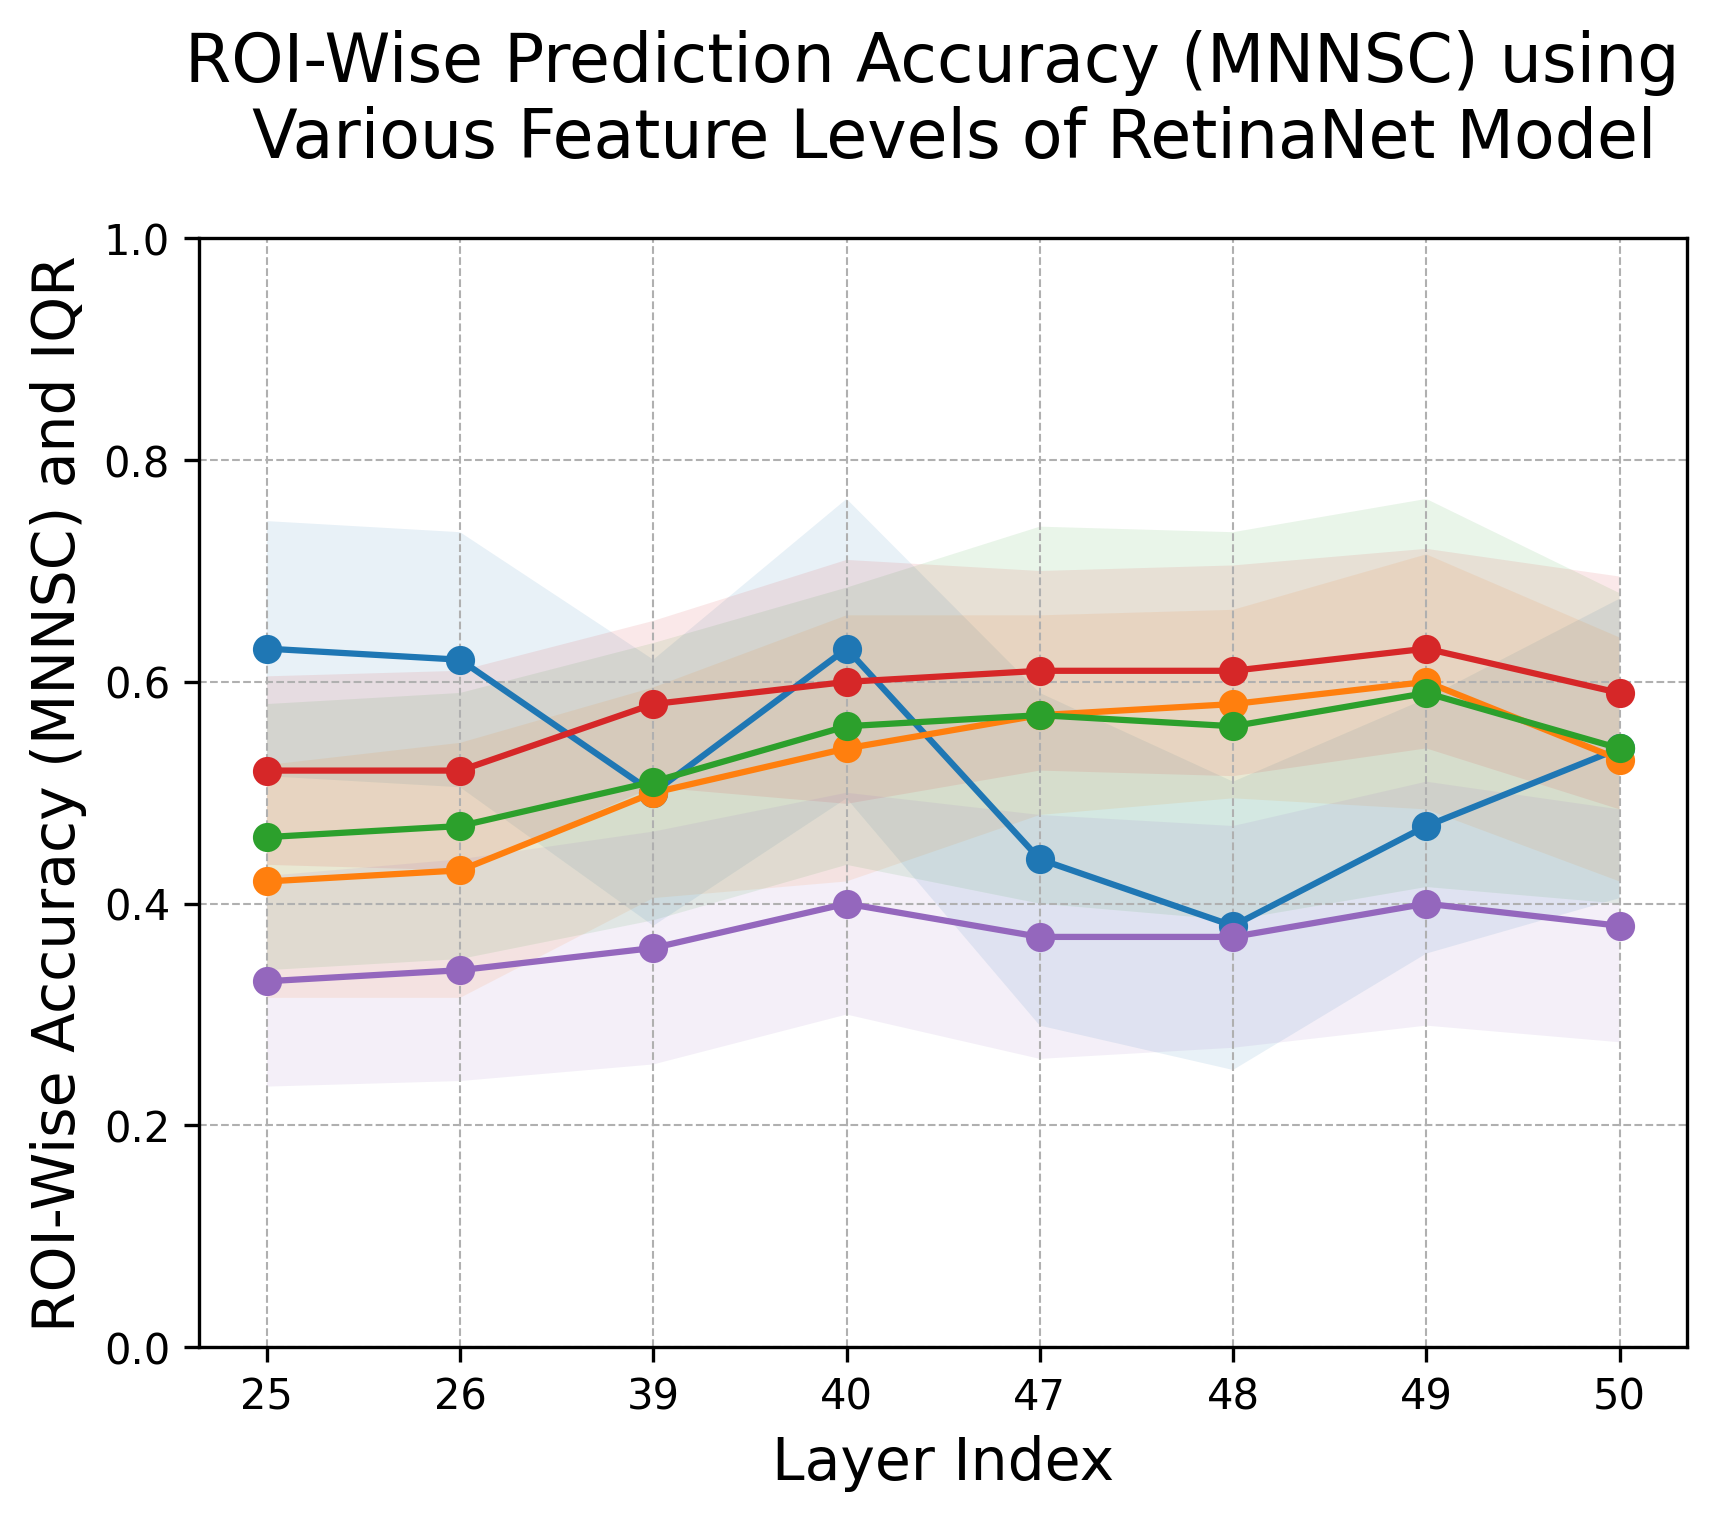 ROI-Wise Prediction Accuracy (MNNSC) using
Various Feature Levels of RetinaNet Model
ROI-Wise Accuracy (MNNSC) and IQR
1.0
0.8
0.6
0.4
0.2
0.0
25 26 39 40 47 48 49 50
Layer Index